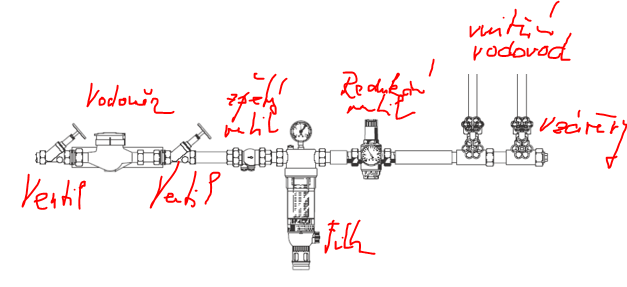 vnitřní
vodovod
Vodoměr
zpětný
ventil
Redukční
ventil
uzávěry
Ventil
Ventil
Filtr